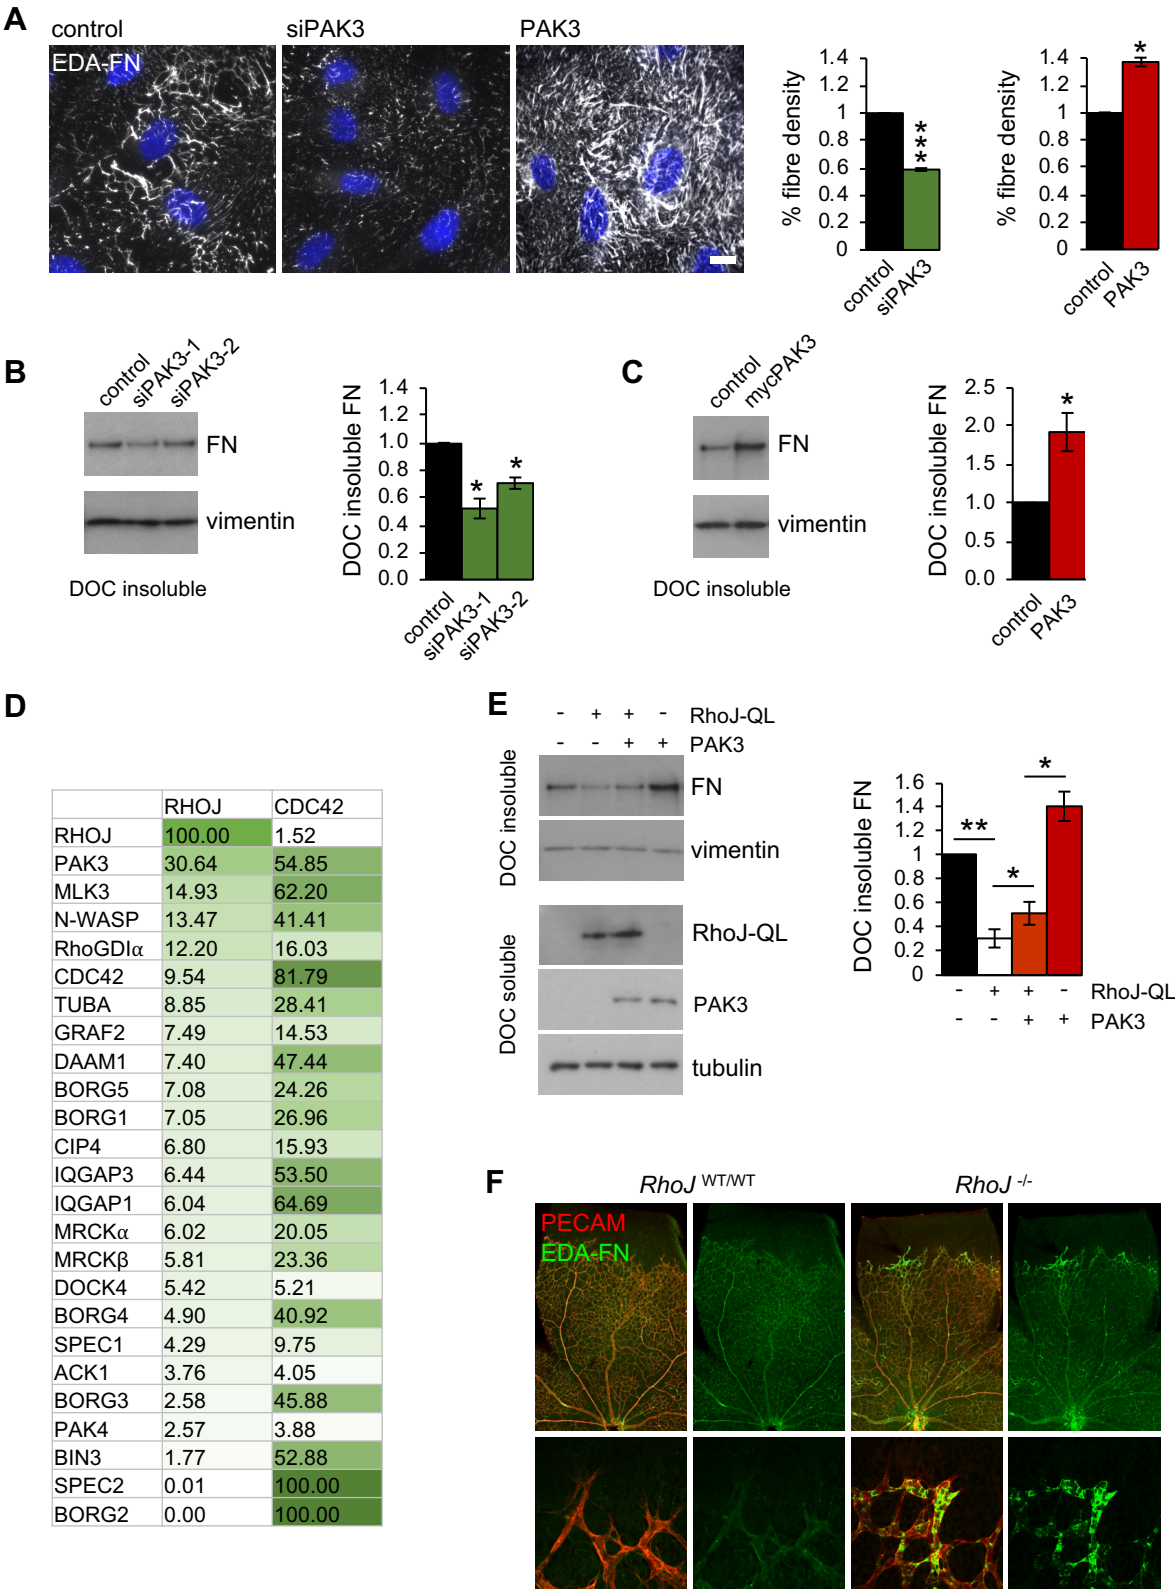 A
control
siPAK3
PAK3
EDA-FN
% fibre density
1.4
1.2
1
0.8
0.6
0.4
0.2
0
***
control
siPAK3
% fibre density
1.4
1.2
1
0.8
0.6
0.4
0.2
0
*
control
PAK3
B
control
siPAK3-1
siPAK3-2
FN
vimentin
DOC insoluble
DOC insoluble FN
1.4
1.2
1.0
0.8
0.6
0.4
0.2
0.0
*
*
control
siPAK3-1
siPAK3-2
C
control
mycPAK3
FN
vimentin
DOC insoluble
DOC insoluble FN
2.5
2.0
1.5
1.0
0.5
0.0
*
control
PAK3
D
RHOJ CDC42
RHOJ 100.00 1.52
PAK3 30.64 54.85
MLK3 14.93 62.20
N-WASP 13.47 41.41
RhoGDIα 12.20 16.03
CDC42 9.54 81.79
TUBA 8.85 28.41
GRAF2 7.49 14.53
DAAM1 7.40 47.44
BORG5 7.08 24.26
BORG1 7.05 26.96
CIP4 6.80 15.93
IQGAP3 6.44 53.50
IQGAP1 6.04 64.69
MRCKα 6.02 20.05
MRCKβ 5.81 23.36
DOCK4 5.42 5.21
BORG4 4.90 40.92
SPEC1 4.29 9.75
ACK1 3.76 4.05
BORG3 2.58 45.88
PAK4 2.57 3.88
BIN3 1.77 52.88
SPEC2 0.01 100.00
BORG2 0.00 100.00
E
- + + - RhoJ-QL
- - + + PAK3
DOC insoluble
FN
vimentin
DOC soluble
RhoJ-QL
PAK3
tubulin
DOC insoluble FN
1.6
1.4
1.2
1
0.8
0.6
0.4
0.2
0
**
*
*
- + + - RhoJ-QL
- - + + PAK3
F
RhoJ WT/WT
RhoJ -/-
PECAM
EDA-FN